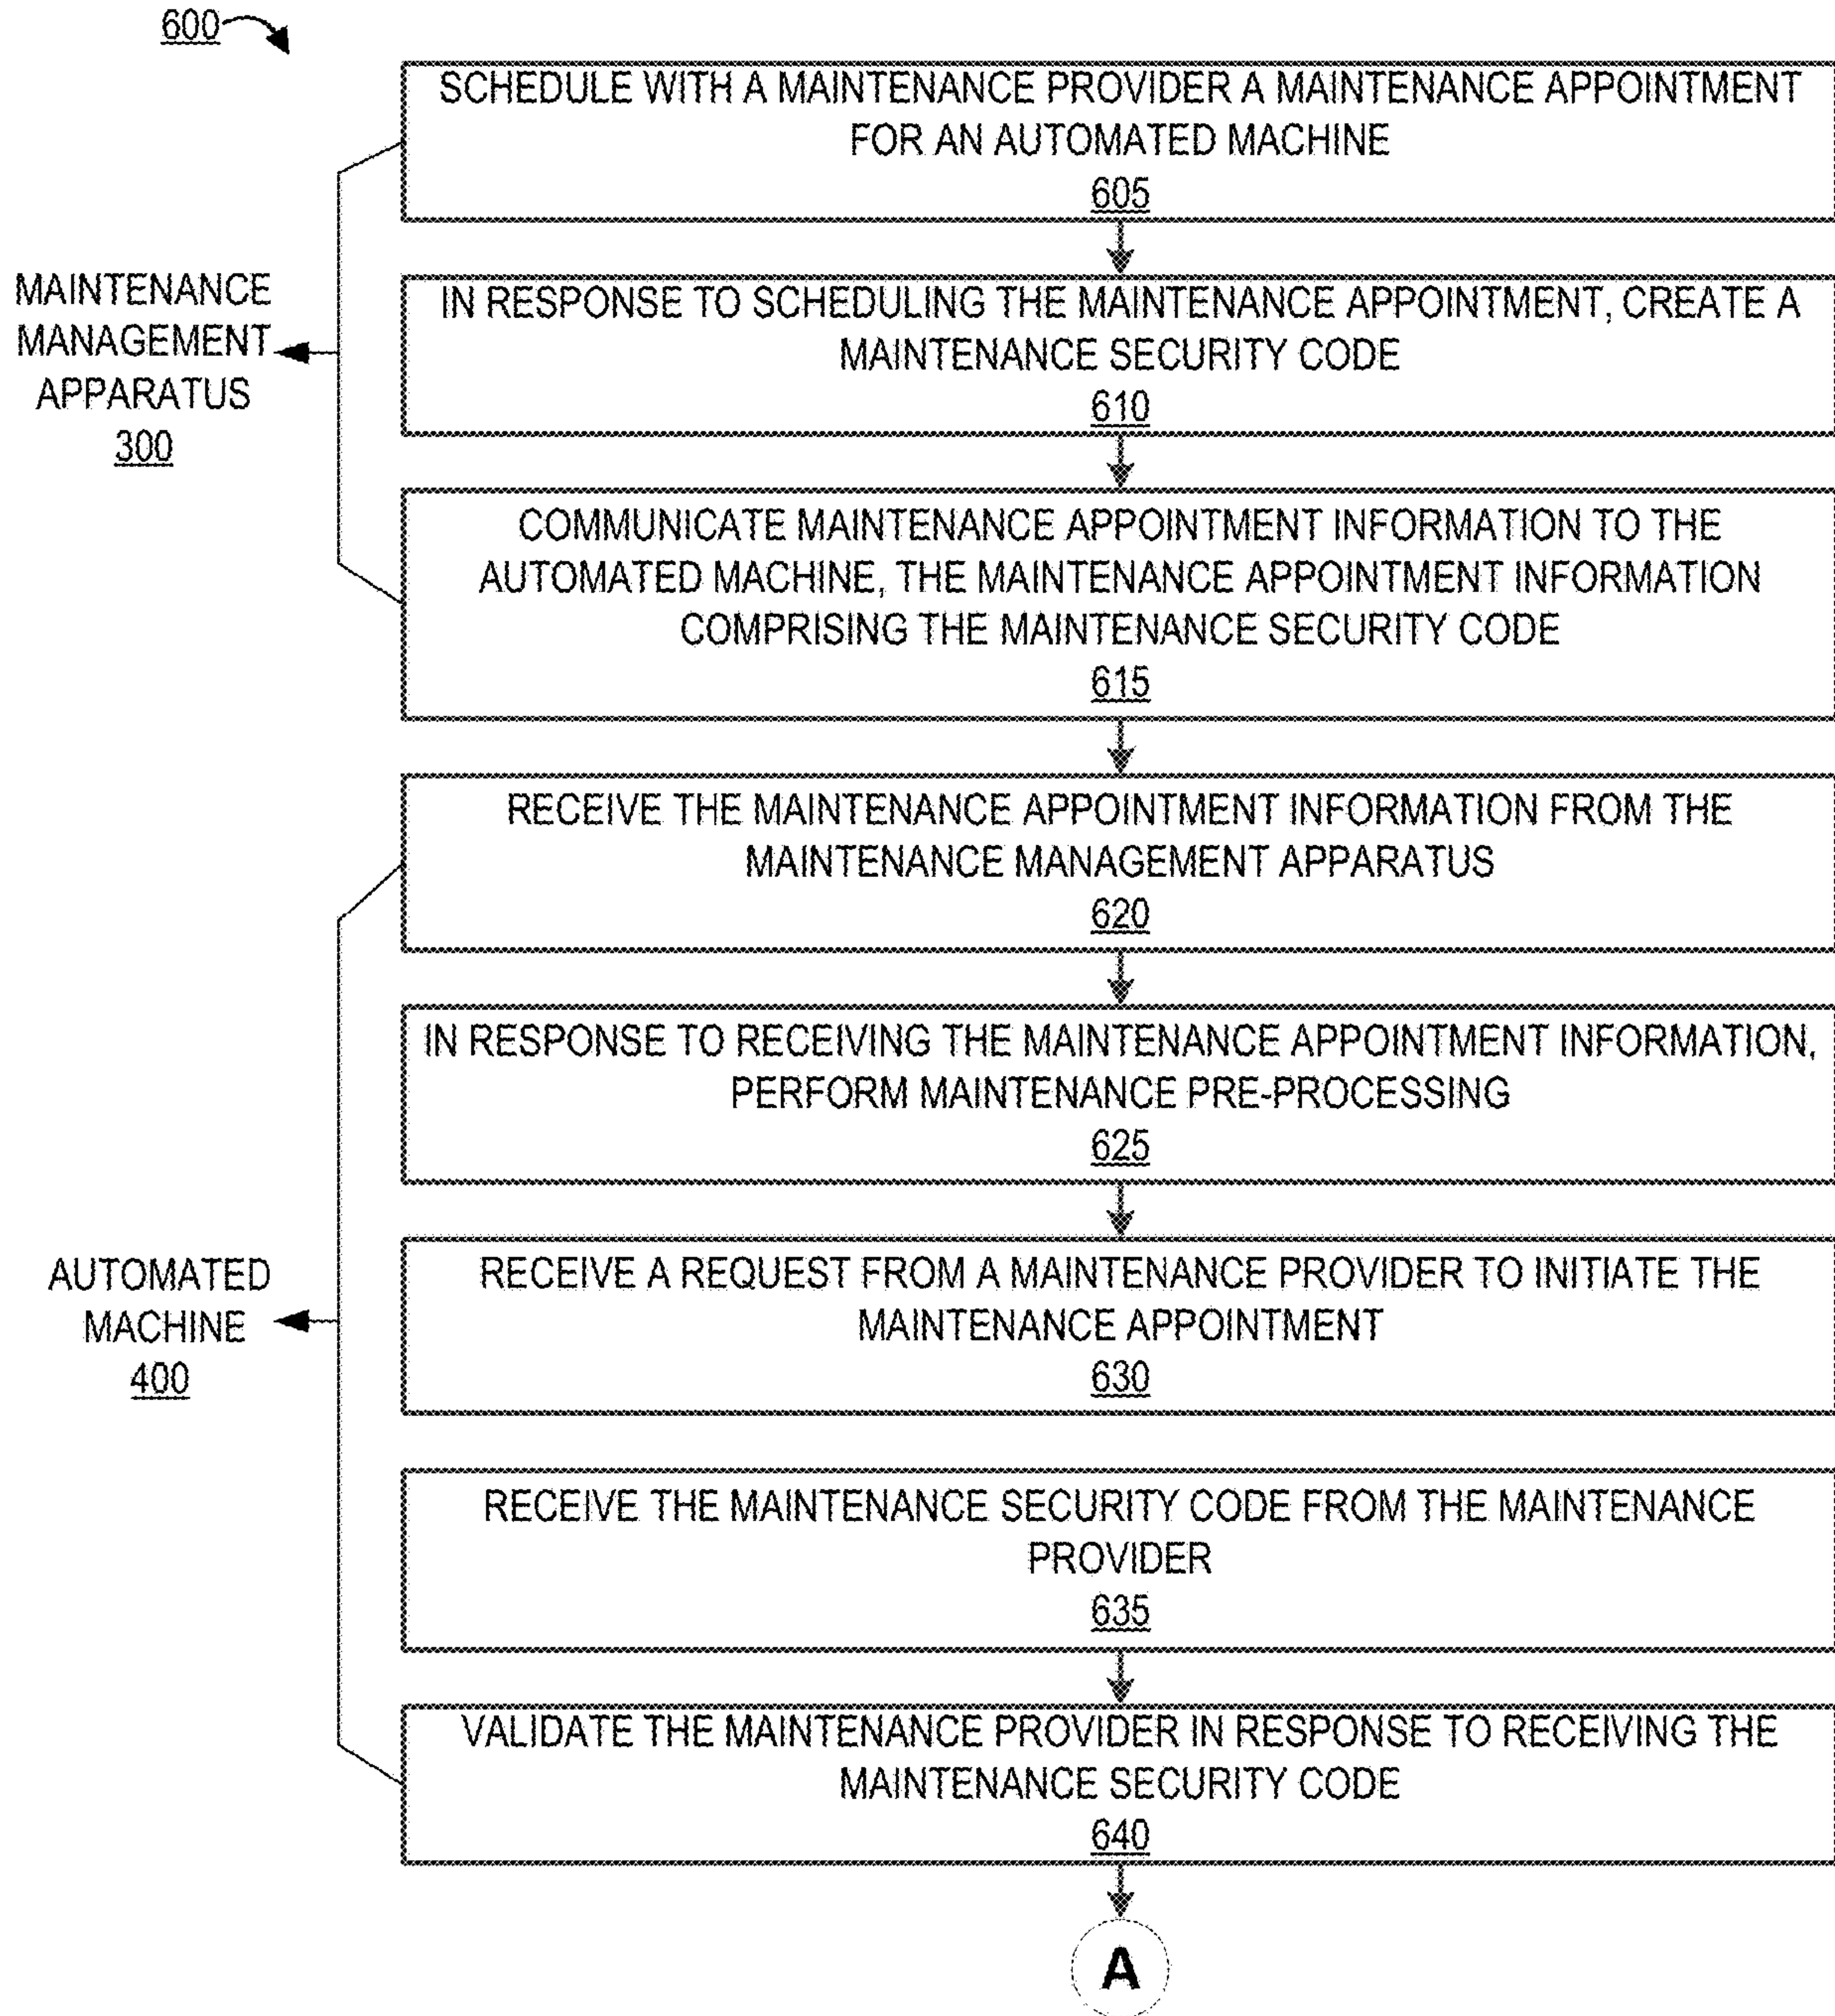 600
SCHEDULE WITH A MAINTENANCE PROVIDER A MAINTENANCE APPOINTMENT
FOR AN AUTOMATED MACHINE
605
IN RESPONSE TO SCHEDULING THE MAINTENANCE APPOINTMENT, CREATE A
MAINTENANCE SECURITY CODE
610
MAINTENANCE
MANAGEMENT
APPARATUS
300
COMMUNICATE MAINTENANCE APPOINTMENT INFORMATION TO THE
AUTOMATED MACHINE, THE MAINTENANCE APPOINTMENT INFORMATION
COMPRISING THE MAINTENANCE SECURITY CODE
615
RECEIVE THE MAINTENANCE APPOINTMENT INFORMATION FROM THE
MAINTENANCE MANAGEMENT APPARATUS
620
IN RESPONSE TO RECEIVING THE MAINTENANCE APPOINTMENT INFORMATION,
PERFORM MAINTENANCE PRE-PROCESSING
625
RECEIVE A REQUEST FROM A MAINTENANCE PROVIDER TO INITIATE THE
MAINTENANCE APPOINTMENT
630
AUTOMATED
MACHINE
400
RECEIVE THE MAINTENANCE SECURITY CODE FROM THE MAINTENANCE
PROVIDER
635
VALIDATE THE MAINTENANCE PROVIDER IN RESPONSE TO RECEIVING THE
MAINTENANCE SECURITY CODE
640
A